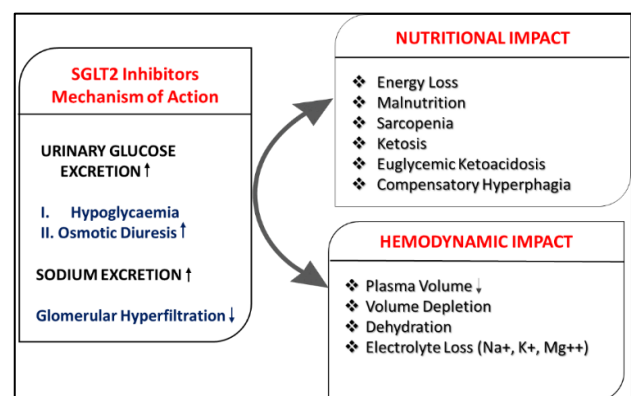 SGLT2 Inhibitors
Mechanism of Action
URINARY GLUCOSE
EXCRETION ↑
I. Hypoglycaemia
II. Osmotic Diuresis ↑
SODIUM EXCRETION ↑
Glomerular Hyperfiltration ↓
NUTRITIONAL IMPACT
❖ Energy Loss
❖ Malnutrition
❖ Sarcopenia
❖ Ketosis
❖ Euglycemic Ketoacidosis
❖ Compensatory Hyperphagia
HEMODYNAMIC IMPACT
❖ Plasma Volume ↓
❖ Volume Depletion
❖ Dehydration
❖ Electrolyte Loss (Na+, K+, Mg++)